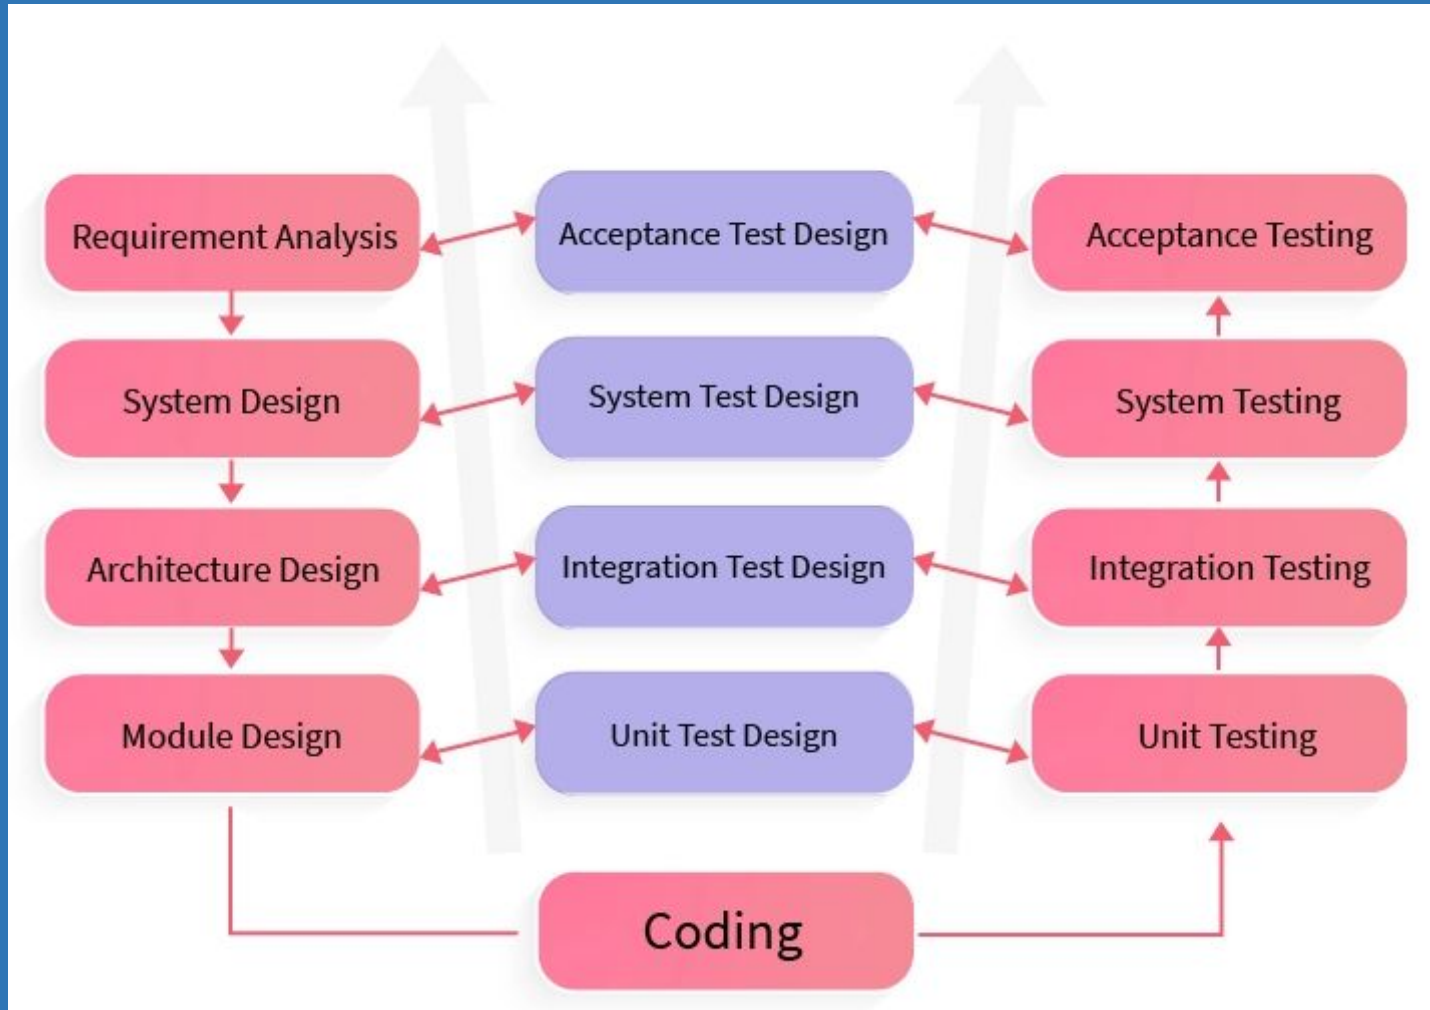 Requirement Analysis
Acceptance Test Design
Acceptance Testing
System Design
System Test Design
System Testing
Architecture Design
Integration Test Design
Integration Testing
Module Design
Unit Test Design
Unit Testing
Coding